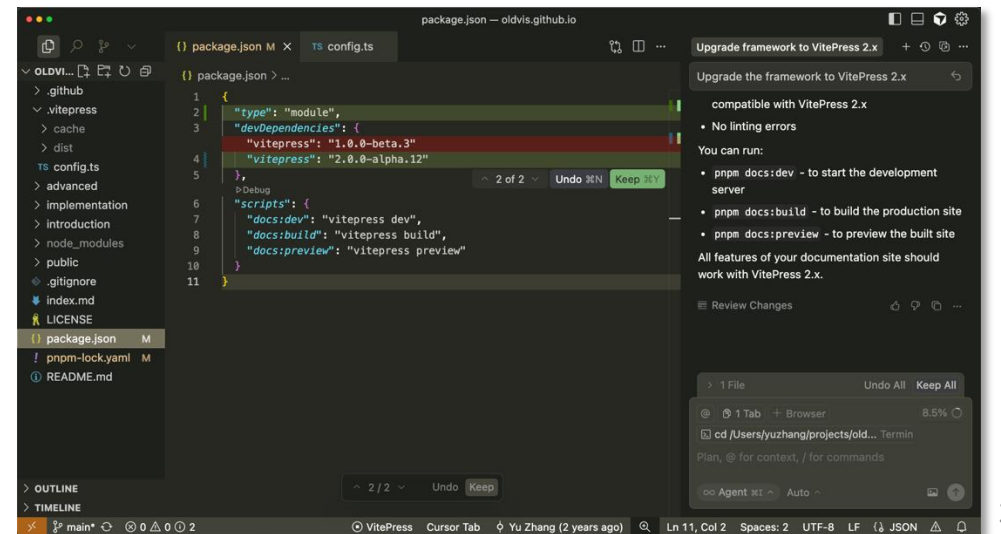 package.json — oldvis.github.io
OLDVI...
.github
.vitepress
cache
dist
TS config.ts
advanced
implementation
introduction
node_modules
public
.gitignore
index.md
LICENSE
{} package.json M
! pnpm-lock.yaml M
README.md
OUTLINE
TIMELINE
{} package.json M × TS config.ts
{} package.json > ...
1 {
2 "type": "module",
3 "devDependencies": {
"vitepress": "1.0.0-beta.3"
4 "vitepress": "2.0.0-alpha.12"
5 },
2 of 2 Undo ⌘N Keep ⌘Y
Debug
6 "scripts": {
7 "docs:dev": "vitepress dev",
8 "docs:build": "vitepress build",
9 "docs:preview": "vitepress preview"
10 }
11 }
2 / 2 Undo Keep
Upgrade framework to VitePress 2.x
Upgrade the framework to VitePress 2.x
compatible with VitePress 2.x
• No linting errors
You can run:
• pnpm docs:dev - to start the development
server
• pnpm docs:build - to build the production site
• pnpm docs:preview - to preview the built site
All features of your documentation site should
work with VitePress 2.x.
Review Changes
> 1 File Undo All Keep All
@ 1 Tab + Browser 8.5%
cd /Users/yuzhang/projects/old... Termin
Plan, @ for context, / for commands
∞ Agent ⌘I Auto
main* 0 0 2 VitePress Cursor Tab Yu Zhang (2 years ago) Ln 11, Col 2 Spaces: 2 UTF-8 LF JSON